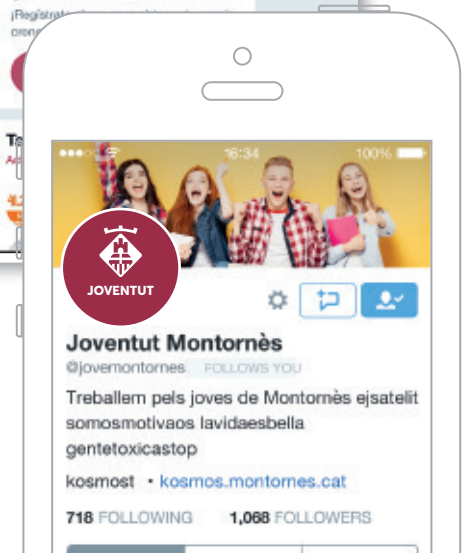 ¡Regístrat
16:34
100%
JOVENTUT
Joventut Montornès
@jovemontornes FOLLOWS YOU
Treballem pels joves de Montornès ejsatelit
somosmotivaos lavidaesbella
gentetoxicastop
kosmost • kosmos.montornes.cat
718 FOLLOWING 1,068 FOLLOWERS